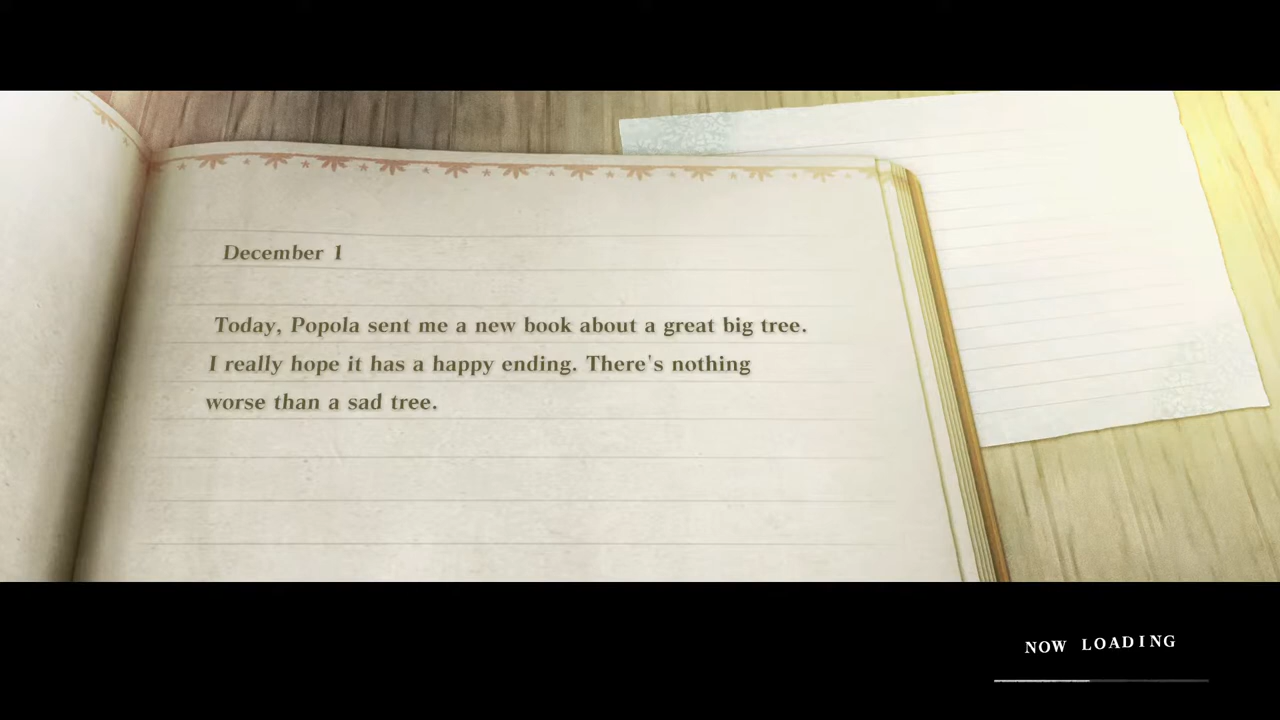 December 1
Today, Popola sent me a new book about a great big tree.
I really hope it has a happy ending. There's nothing
worse than a sad tree.
NOW LOADING